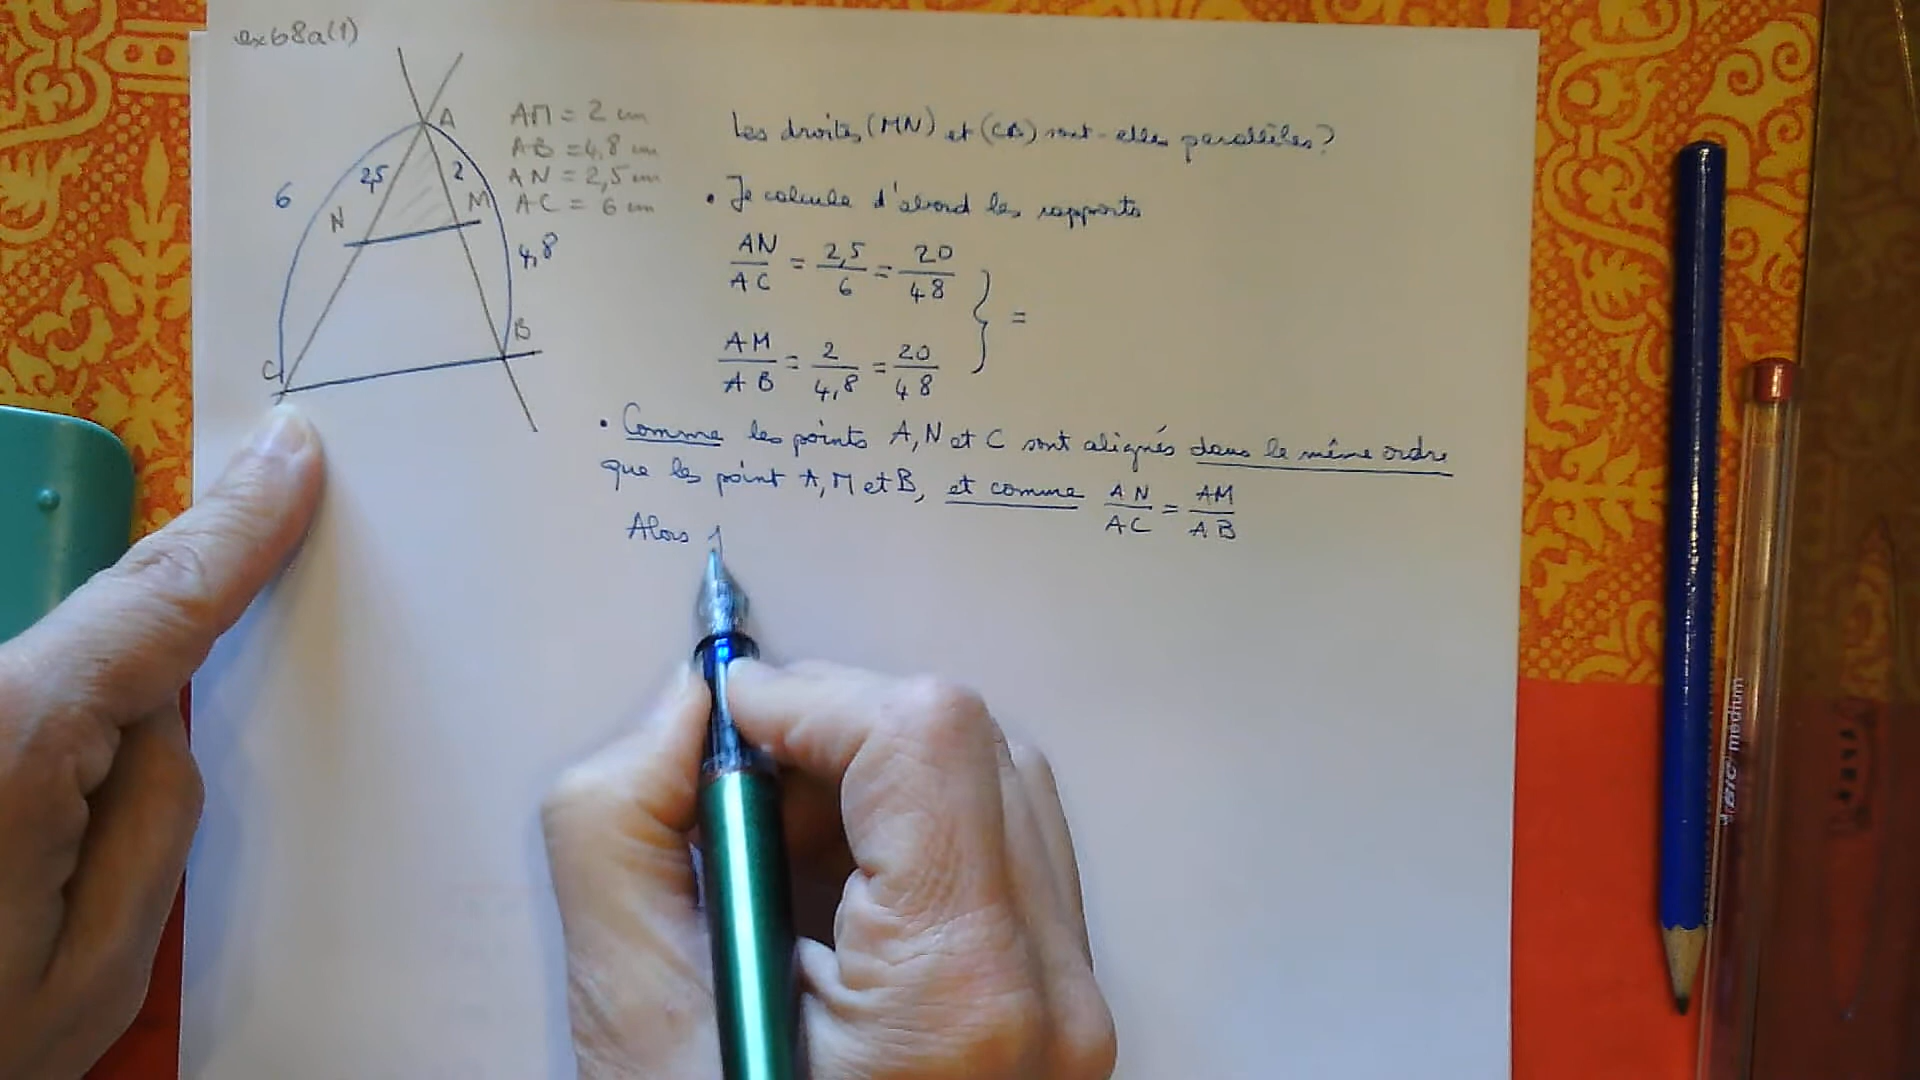 ex68a(1)
A
AM = 2 cm
AB = 4,8 cm
AN = 2,5 cm
AC = 6 cm
6
2,5
2
N
M
4,8
B
C
Les droites (MN) et (CB) sont-elles parallèles ?
• Je calcule d'abord les rapports
AN/AC = 2,5/6 = 20/48
} =
AM/AB = 2/4,8 = 20/48
• Comme les points A, N et C sont alignés dans le même ordre
que les point A, M et B, et comme AN/AC = AM/AB
Alors
BIC medium